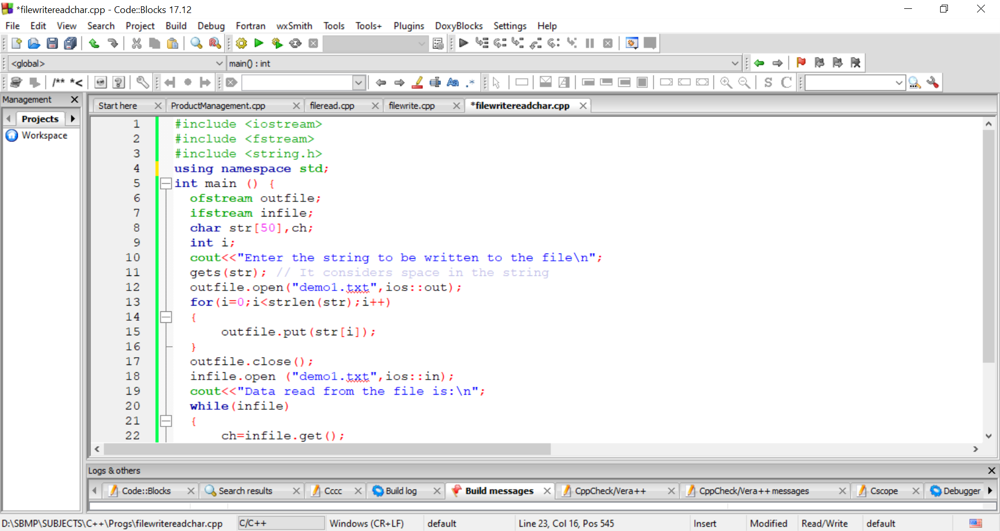 *filewritereadchar.cpp - Code::Blocks 17.12
File Edit View Search Project Build Debug Fortran wxSmith Tools Tools+ Plugins DoxyBlocks Settings Help
<global> main() : int
/** *<
Management
Start here ProductManagement.cpp fileread.cpp filewrite.cpp *filewritereadchar.cpp
Projects
Workspace
1 #include <iostream>
2 #include <fstream>
3 #include <string.h>
4 using namespace std;
5 int main () {
6 ofstream outfile;
7 ifstream infile;
8 char str[50],ch;
9 int i;
10 cout<<"Enter the string to be written to the file\n";
11 gets(str); // It considers space in the string
12 outfile.open("demo1.txt",ios::out);
13 for(i=0;i<strlen(str);i++)
14 {
15 outfile.put(str[i]);
16 }
17 outfile.close();
18 infile.open ("demo1.txt",ios::in);
19 cout<<"Data read from the file is:\n";
20 while(infile)
21 {
22 ch=infile.get();
Logs & others
Code::Blocks Search results Cccc Build log Build messages CppCheck/Vera++ CppCheck/Vera++ messages Cscope Debugger
D:\SBMP\SUBJECTS\C++\Progs\filewritereadchar.cpp C/C++ Windows (CR+LF) default Line 23, Col 16, Pos 545 Insert Modified Read/Write default